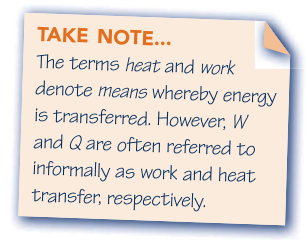 TAKE NOTE...
The terms heat and work
denote means whereby energy
is transferred. However, W
and Q are often referred to
informally as work and heat
transfer, respectively.